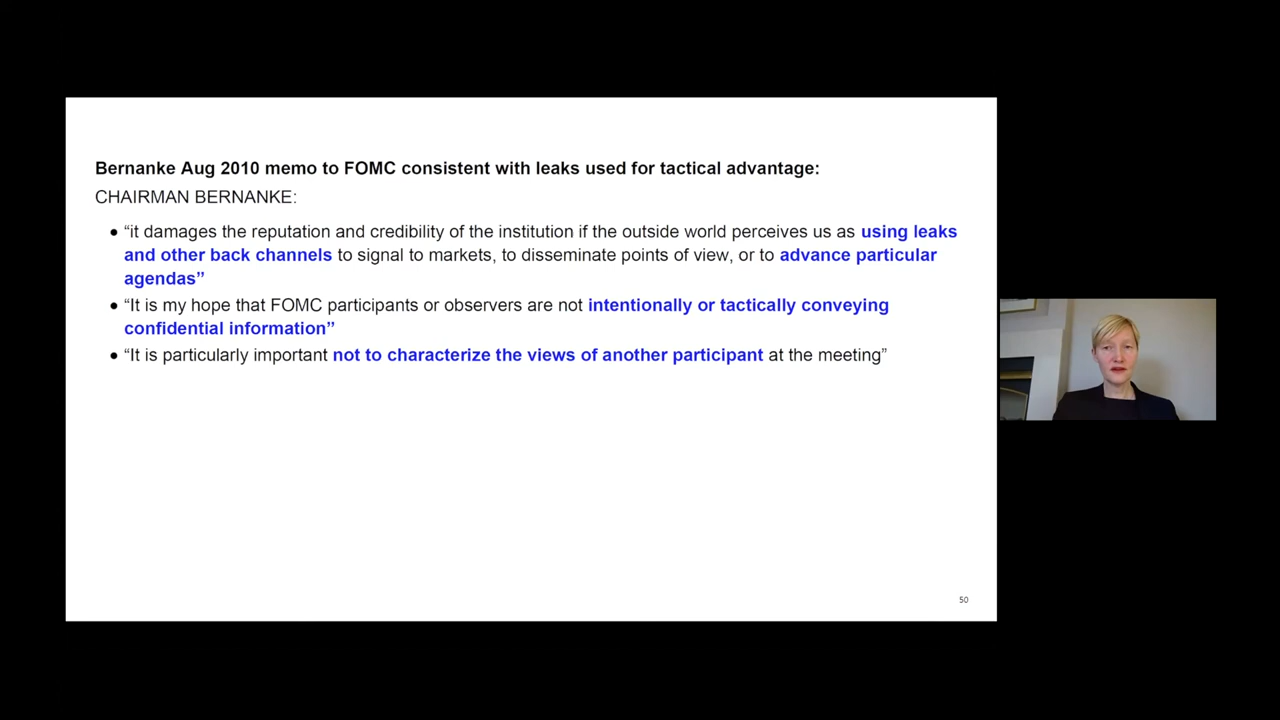 Bernanke Aug 2010 memo to FOMC consistent with leaks used for tactical advantage:
CHAIRMAN BERNANKE:
● “it damages the reputation and credibility of the institution if the outside world perceives us as using leaks
and other back channels to signal to markets, to disseminate points of view, or to advance particular
agendas”
● “It is my hope that FOMC participants or observers are not intentionally or tactically conveying
confidential information”
● “It is particularly important not to characterize the views of another participant at the meeting”
50